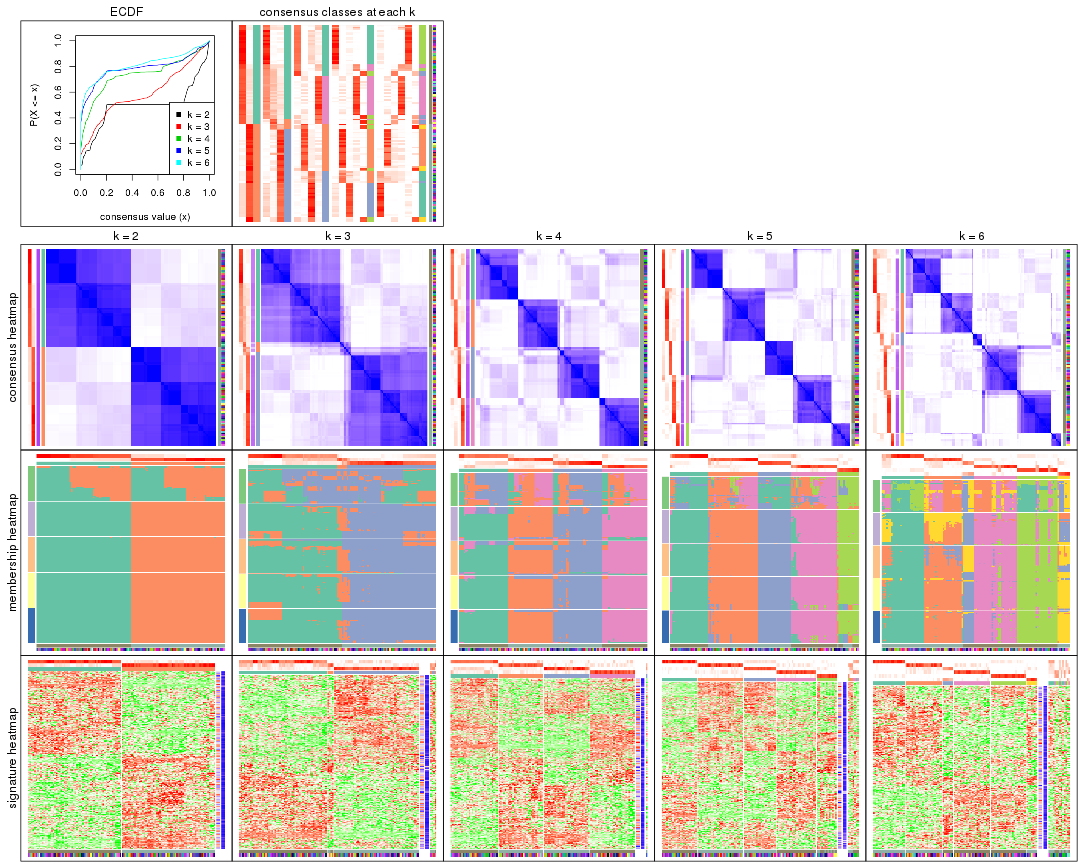 ECDF
consensus classes at each k
P(X <= x)
0.0 0.2 0.4 0.6 0.8 1.0
k = 2
k = 3
k = 4
k = 5
k = 6
0.0 0.2 0.4 0.6 0.8 1.0
consensus value (x)
k = 2
k = 3
k = 4
k = 5
k = 6
consensus heatmap
membership heatmap
signature heatmap